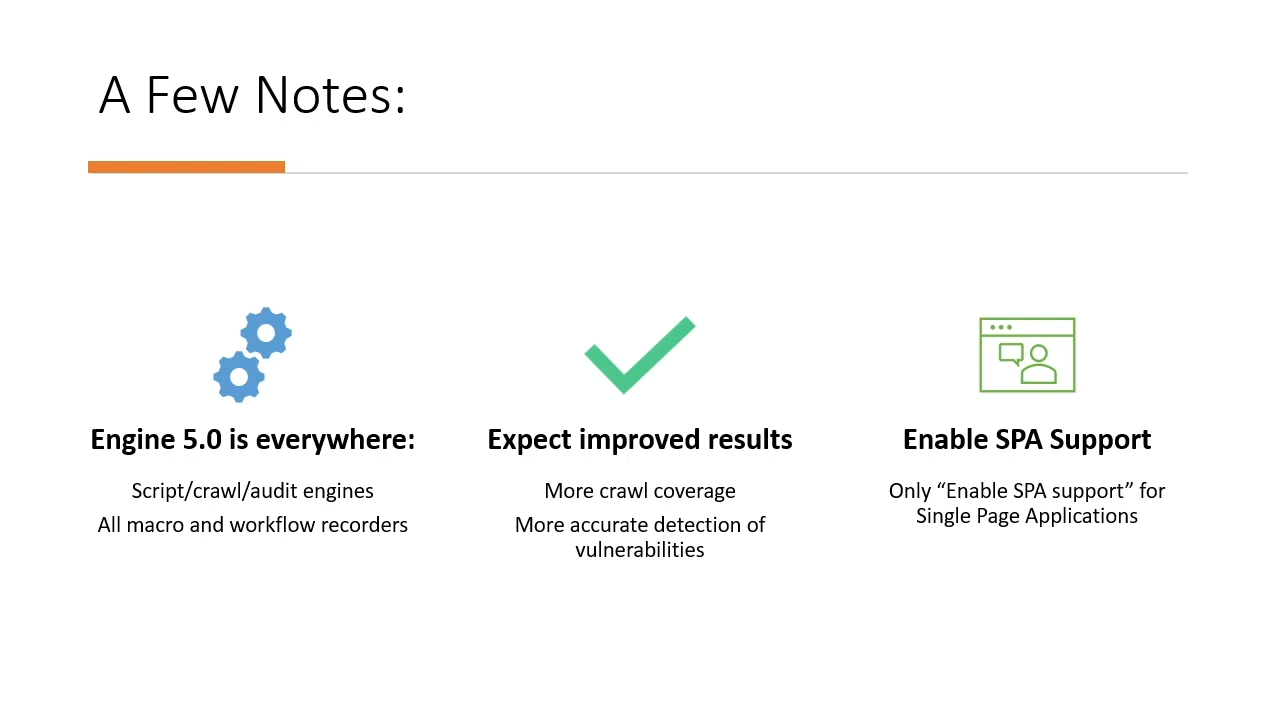 A Few Notes:
Engine 5.0 is everywhere:
Script/crawl/audit engines
All macro and workflow recorders
Expect improved results
More crawl coverage
More accurate detection of
vulnerabilities
Enable SPA Support
Only “Enable SPA support” for
Single Page Applications